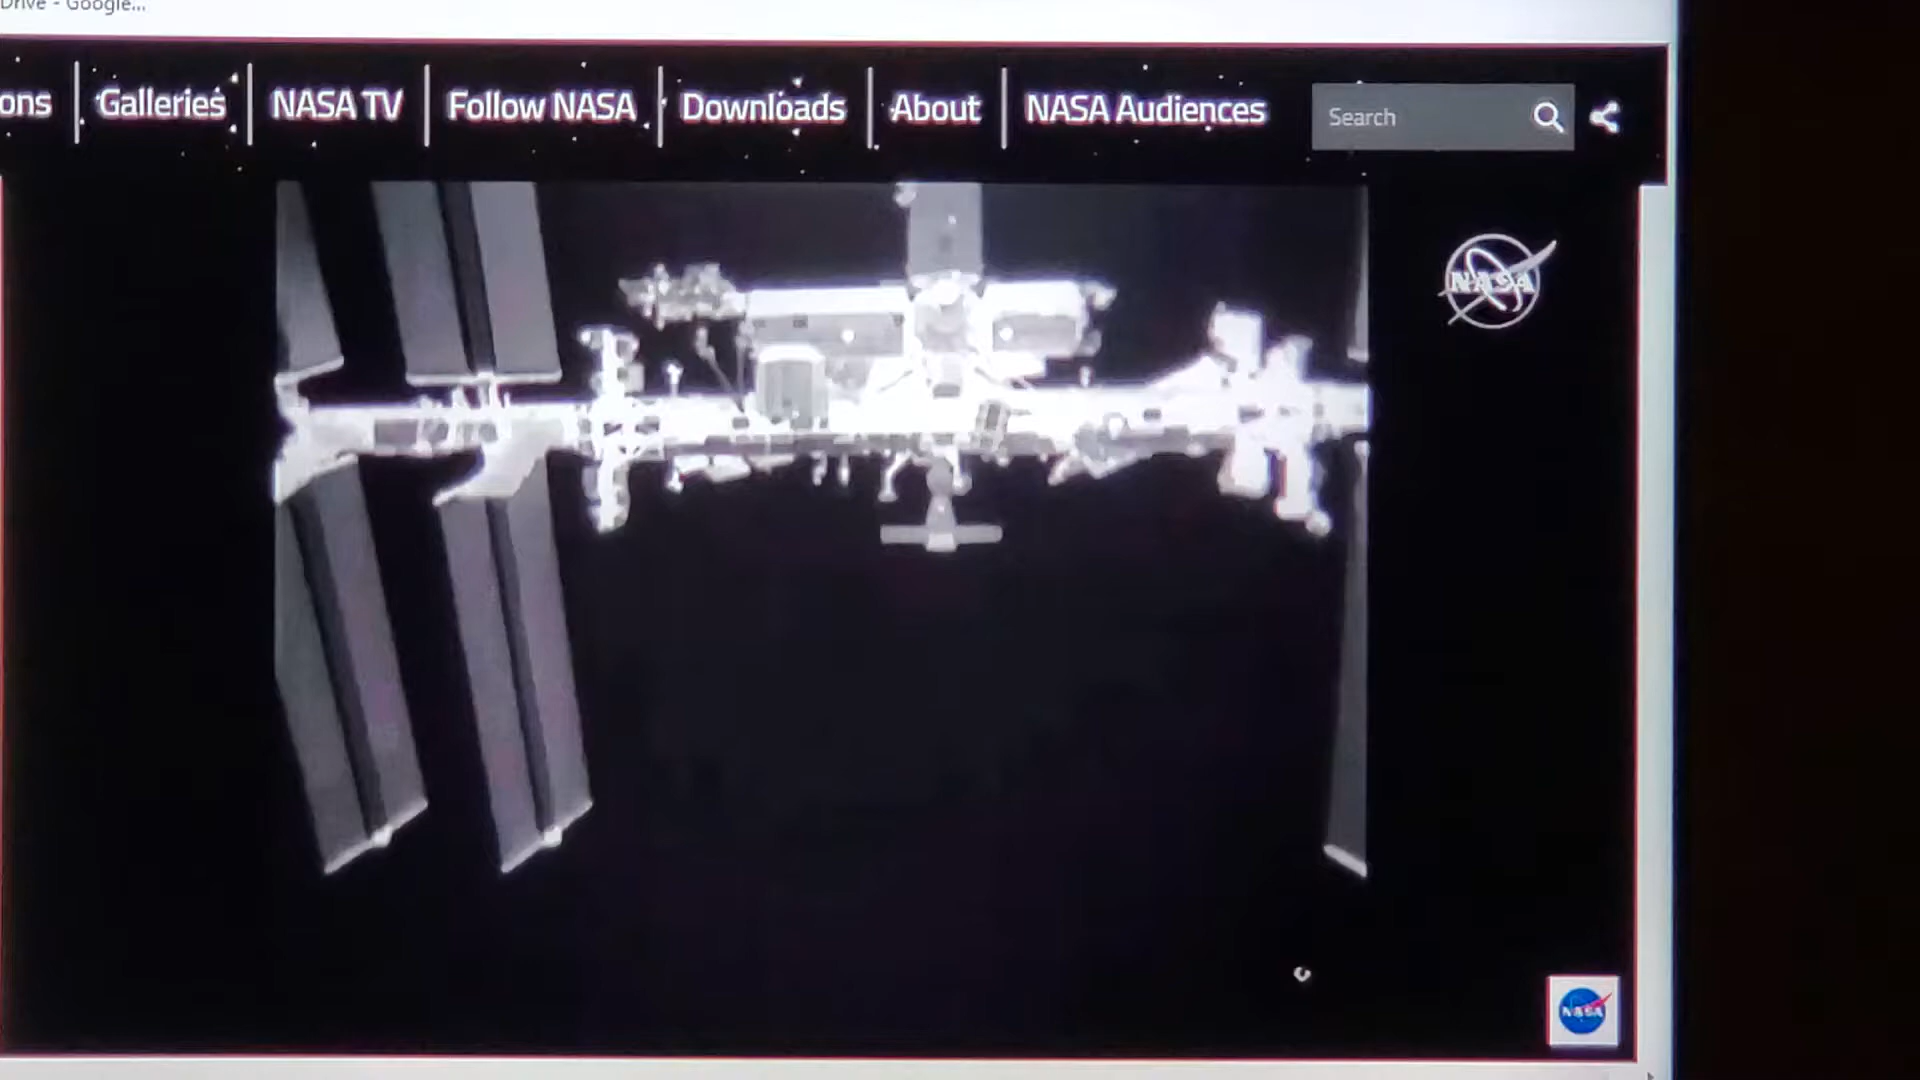 Drive - Google...
ons Galleries NASA TV Follow NASA Downloads About NASA Audiences Search
NASA
NASA